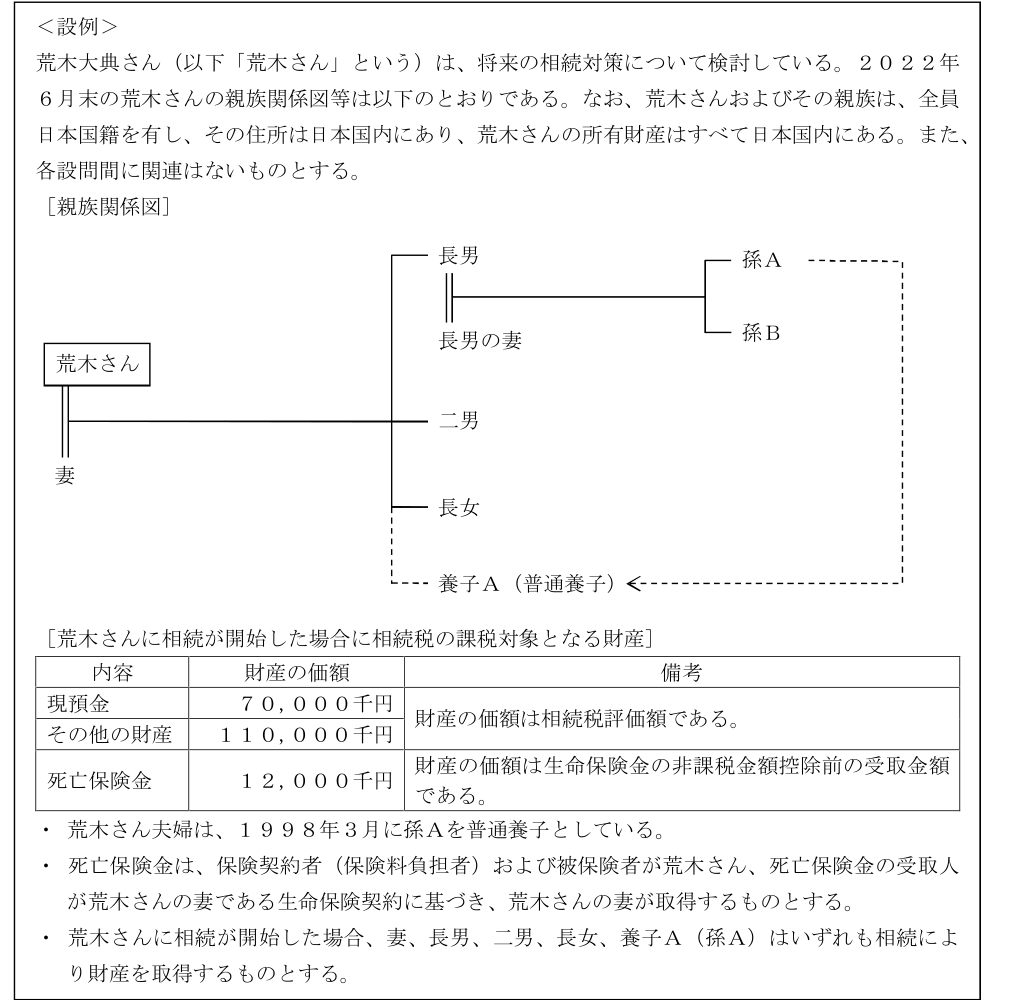 <設例>
荒木大典さん（以下「荒木さん」という）は、将来の相続対策について検討している。２０２２年
６月末の荒木さんの親族関係図等は以下のとおりである。なお、荒木さんおよびその親族は、全員
日本国籍を有し、その住所は日本国内にあり、荒木さんの所有財産はすべて日本国内にある。また、
各設問間に関連はないものとする。
［親族関係図］
長男
孫Ａ
孫Ｂ
長男の妻
荒木さん
二男
妻
長女
養子Ａ（普通養子）
［荒木さんに相続が開始した場合に相続税の課税対象となる財産］
内容 財産の価額 備考
現預金 ７０,０００千円
財産の価額は相続税評価額である。
その他の財産 １１０,０００千円
死亡保険金 １２,０００千円
財産の価額は生命保険金の非課税金額控除前の受取金額
である。
・ 荒木さん夫婦は、１９９８年３月に孫Ａを普通養子としている。
・ 死亡保険金は、保険契約者（保険料負担者）および被保険者が荒木さん、死亡保険金の受取人
が荒木さんの妻である生命保険契約に基づき、荒木さんの妻が取得するものとする。
・ 荒木さんに相続が開始した場合、妻、長男、二男、長女、養子Ａ（孫Ａ）はいずれも相続によ
り財産を取得するものとする。